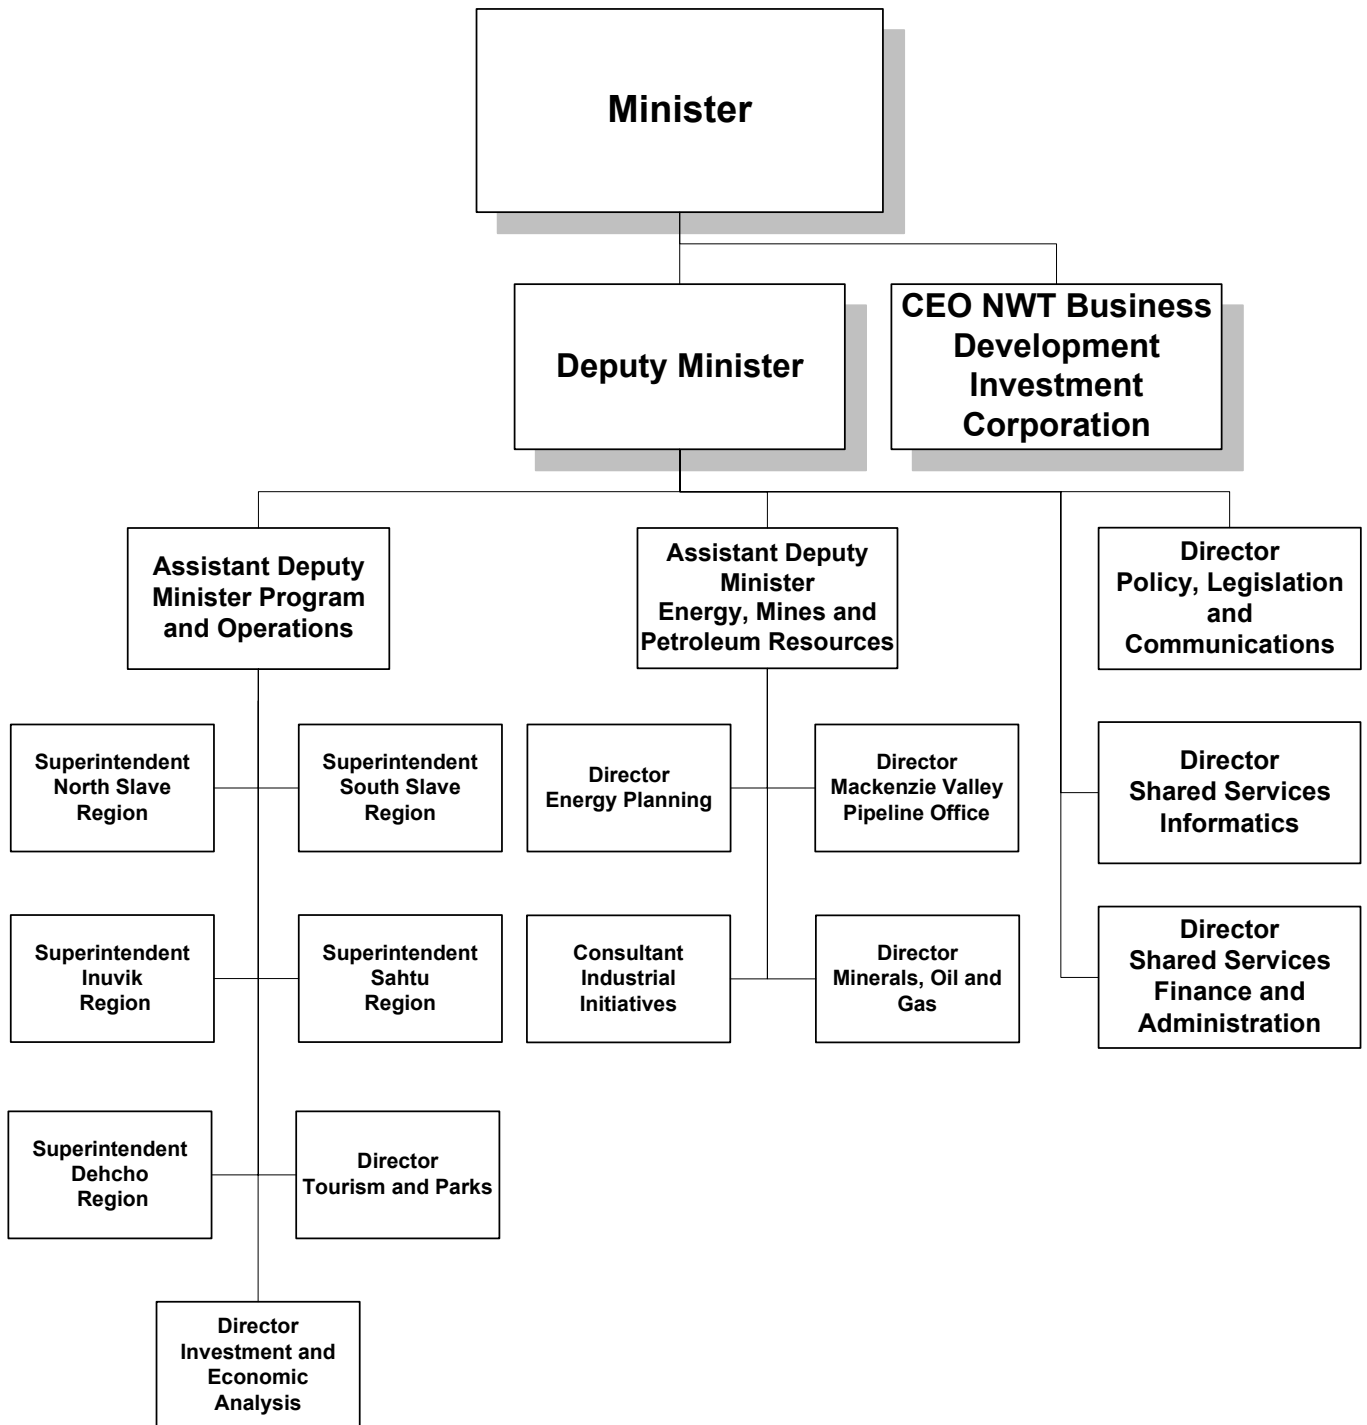 Minister
Deputy Minister
CEO NWT Business
Development
Investment
Corporation
Assistant Deputy
Minister Program
and Operations
Assistant Deputy
Minister
Energy, Mines and
Petroleum Resources
Director
Policy, Legislation
and
Communications
Superintendent
North Slave
Region
Superintendent
South Slave
Region
Director
Energy Planning
Director
Mackenzie Valley
Pipeline Office
Director
Shared Services
Informatics
Superintendent
Inuvik
Region
Superintendent
Sahtu
Region
Consultant
Industrial
Initiatives
Director
Minerals, Oil and
Gas
Director
Shared Services
Finance and
Administration
Superintendent
Dehcho
Region
Director
Tourism and Parks
Director
Investment and
Economic
Analysis